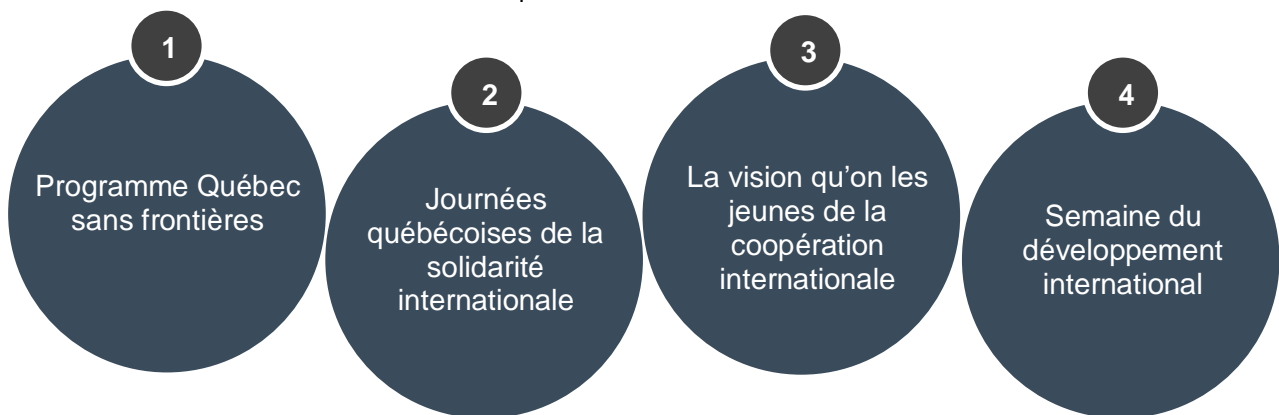 1
Programme Québec
sans frontières
2
Journées
québécoises de la
solidarité
internationale
3
La vision qu’on les
jeunes de la
coopération
internationale
4
Semaine du
développement
international